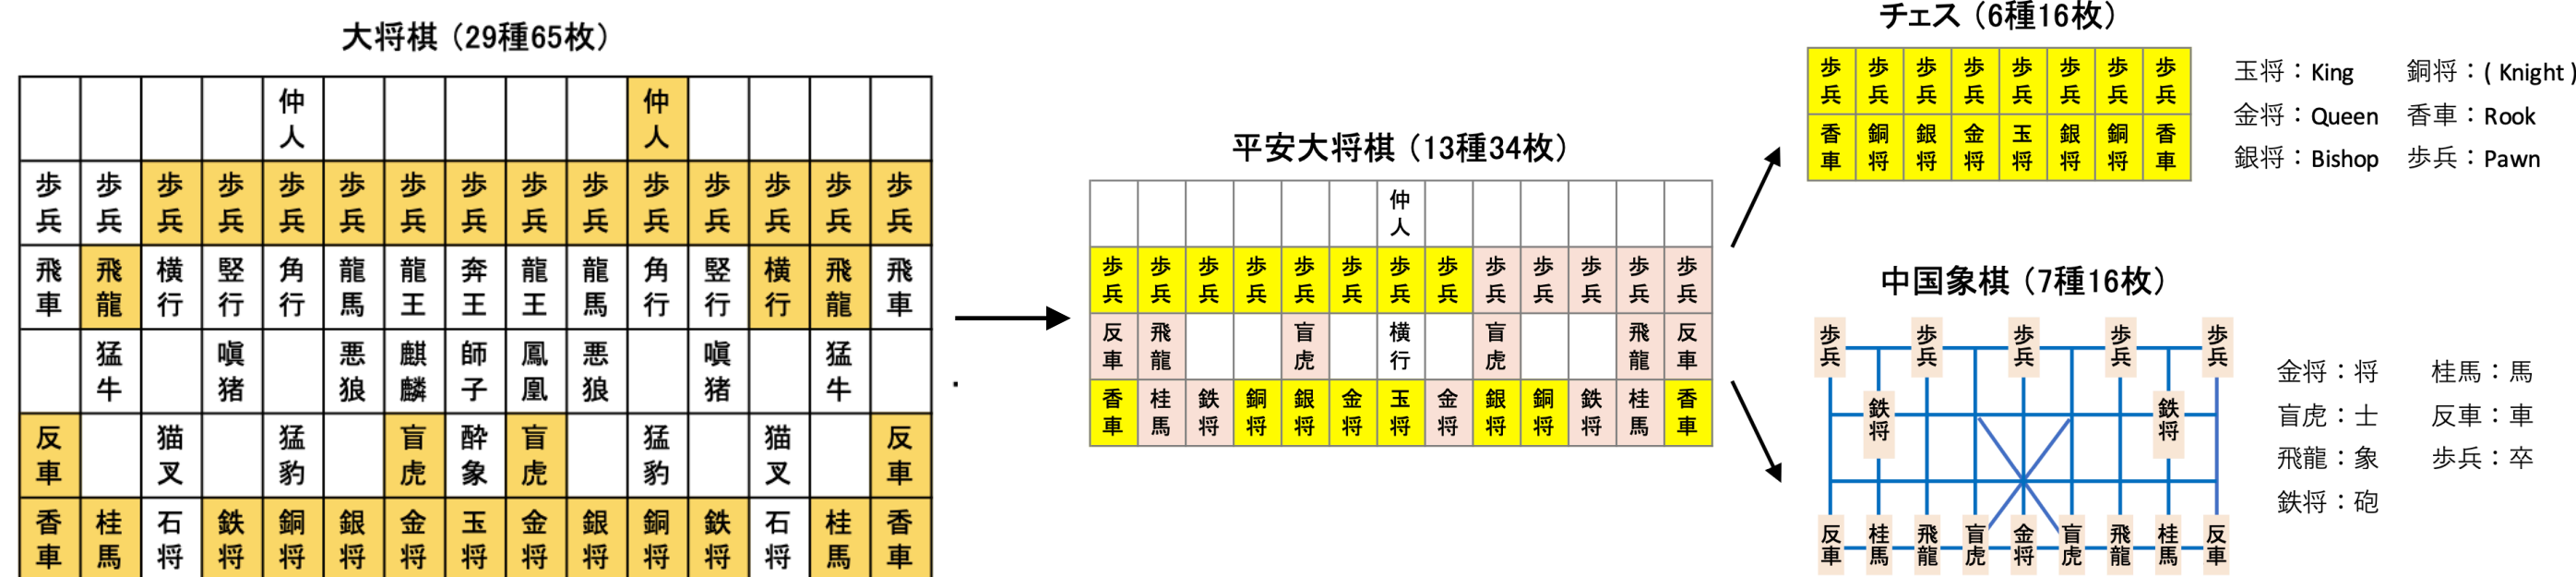 大将棋（29種65枚）
仲人 仲人
歩兵 歩兵 歩兵 歩兵 歩兵 歩兵 歩兵 歩兵 歩兵 歩兵 歩兵 歩兵 歩兵 歩兵 歩兵
飛車 飛龍 横行 竪行 角行 龍馬 龍王 奔王 龍王 龍馬 角行 竪行 横行 飛龍 飛車
猛牛 嗔猪 悪狼 麒麟 師子 鳳凰 悪狼 嗔猪 猛牛
反車 猫叉 猛豹 盲虎 酔象 盲虎 猛豹 猫叉 反車
香車 桂馬 石将 鉄将 銅将 銀将 金将 玉将 金将 銀将 銅将 鉄将 石将 桂馬 香車
平安大将棋（13種34枚）
仲人
歩兵 歩兵 歩兵 歩兵 歩兵 歩兵 歩兵 歩兵 歩兵 歩兵 歩兵 歩兵 歩兵
反車 飛龍 盲虎 横行 盲虎 飛龍 反車
香車 桂馬 鉄将 銅将 銀将 金将 玉将 金将 銀将 銅将 鉄将 桂馬 香車
チェス（6種16枚）
歩兵 歩兵 歩兵 歩兵 歩兵 歩兵 歩兵 歩兵
香車 銅将 銀将 金将 玉将 銀将 銅将 香車
玉将：King 銅将：( Knight )
金将：Queen 香車：Rook
銀将：Bishop 歩兵：Pawn
中国象棋（7種16枚）
歩兵 歩兵 歩兵 歩兵 歩兵
鉄将 鉄将
反車 桂馬 飛龍 盲虎 金将 盲虎 飛龍 桂馬 反車
金将：将 桂馬：馬
盲虎：士 反車：車
飛龍：象 歩兵：卒
鉄将：砲